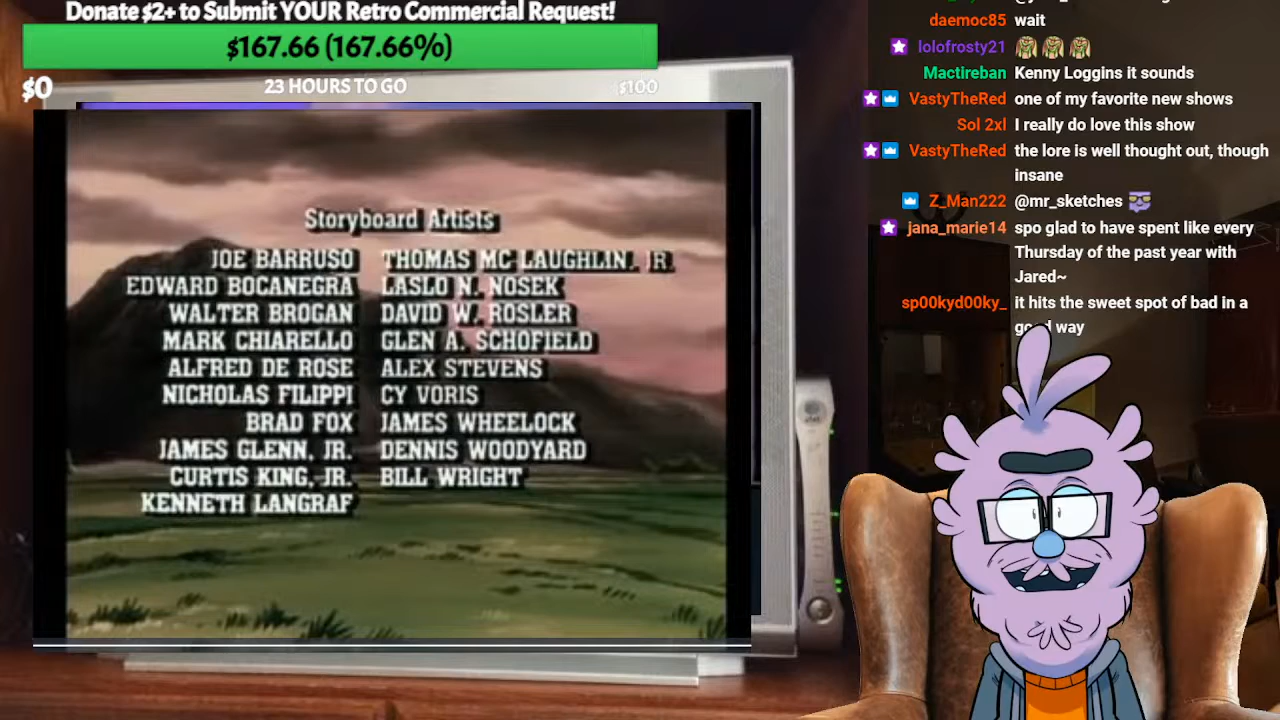 Donate $2+ to Submit YOUR Retro Commercial Request!
$167.66 (167.66%)
$0 23 HOURS TO GO $100
Storyboard Artists
JOE BARRUSO THOMAS MC LAUGHLIN, JR.
EDWARD BOCANEGRA LASLO N. NOSEK
WALTER BROGAN DAVID W. ROSLER
MARK CHIARELLO GLEN A. SCHOFIELD
ALFRED DE ROSE ALEX STEVENS
NICHOLAS FILIPPI CY VORIS
BRAD FOX JAMES WHEELOCK
JAMES GLENN, JR. DENNIS WOODYARD
CURTIS KING, JR. BILL WRIGHT
KENNETH LANGRAF
daemoc85 wait
lolofrosty21
Mactireban Kenny Loggins it sounds
VastyTheRed one of my favorite new shows
Sol 2xl I really do love this show
VastyTheRed the lore is well thought out, though
insane
Z_Man222 @mr_sketches
jana_marie14 spo glad to have spent like every
Thursday of the past year with
Jared~
sp00kyd00ky_ it hits the sweet spot of bad in a
good way